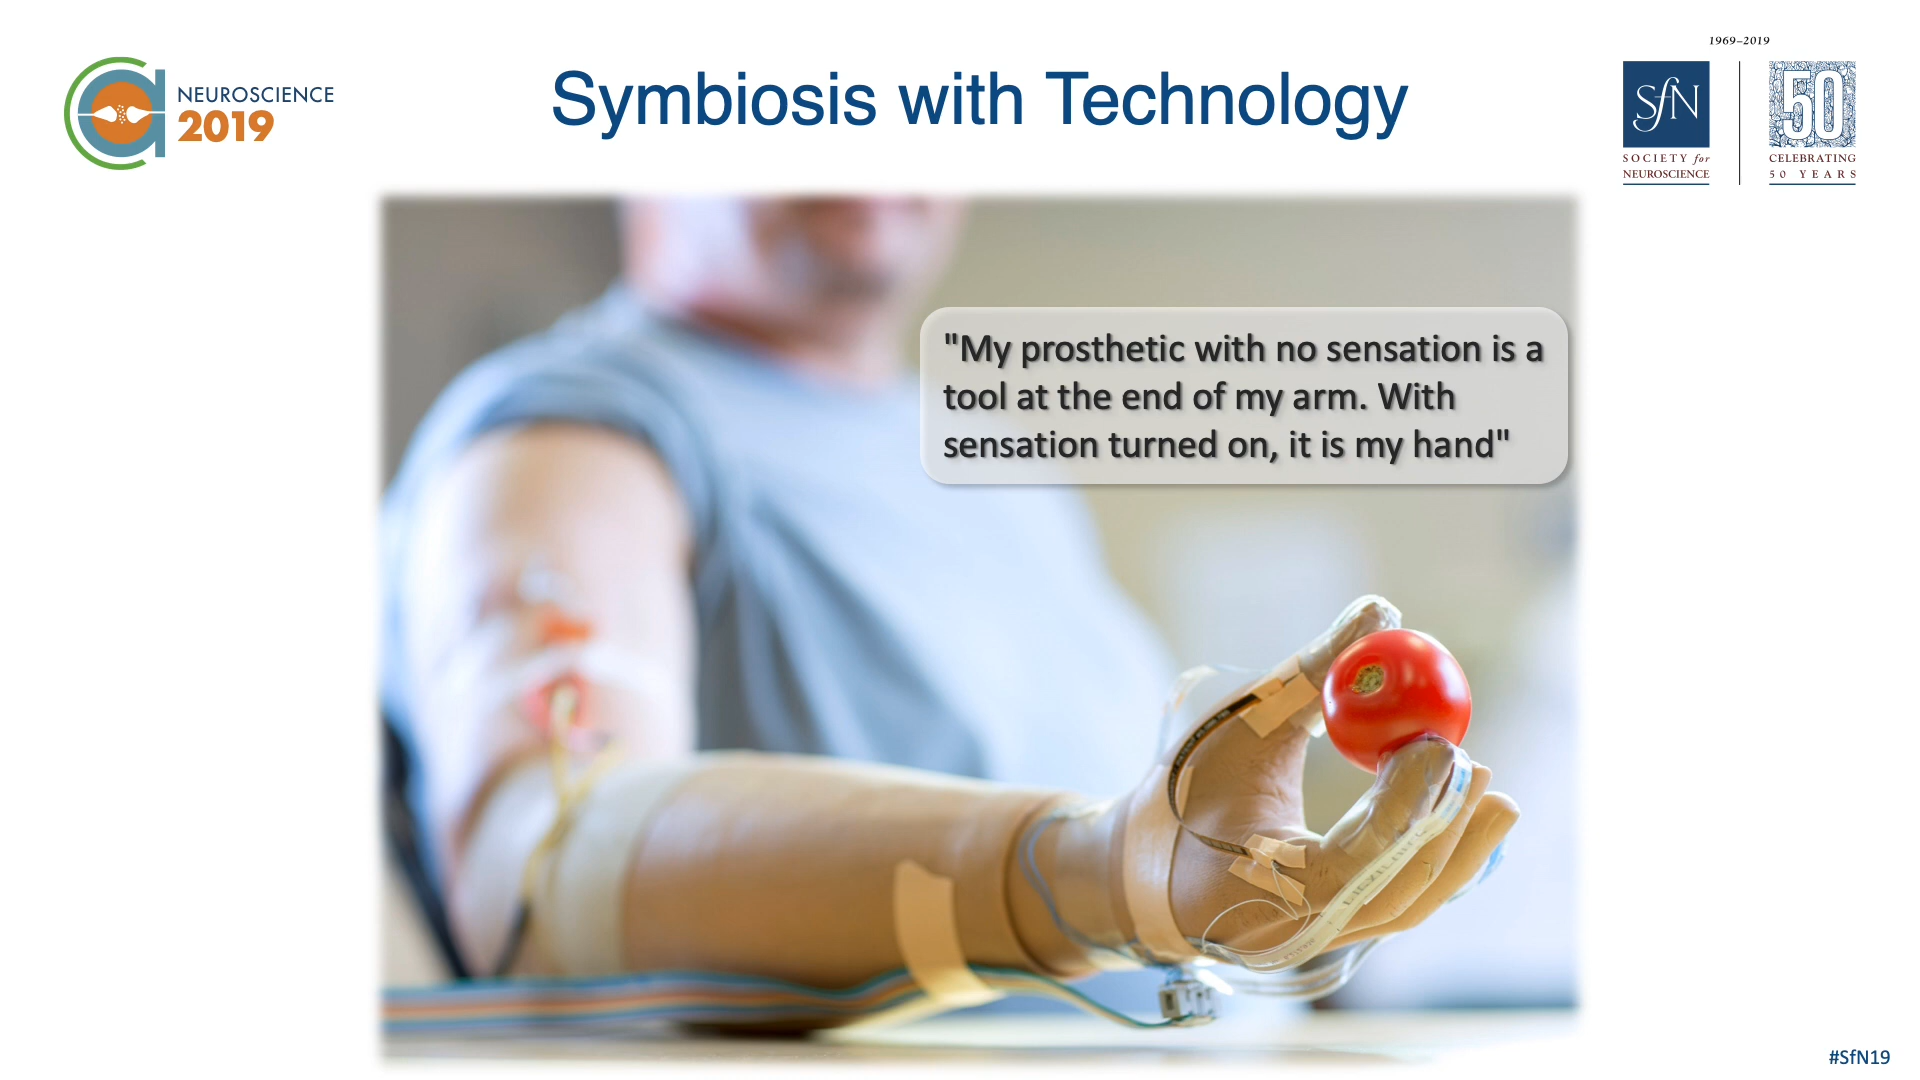 1969–2019
NEUROSCIENCE
2019
Symbiosis with Technology
SfN
50
SOCIETY for
NEUROSCIENCE
CELEBRATING
50 YEARS
"My prosthetic with no sensation is a
tool at the end of my arm. With
sensation turned on, it is my hand"
#SfN19